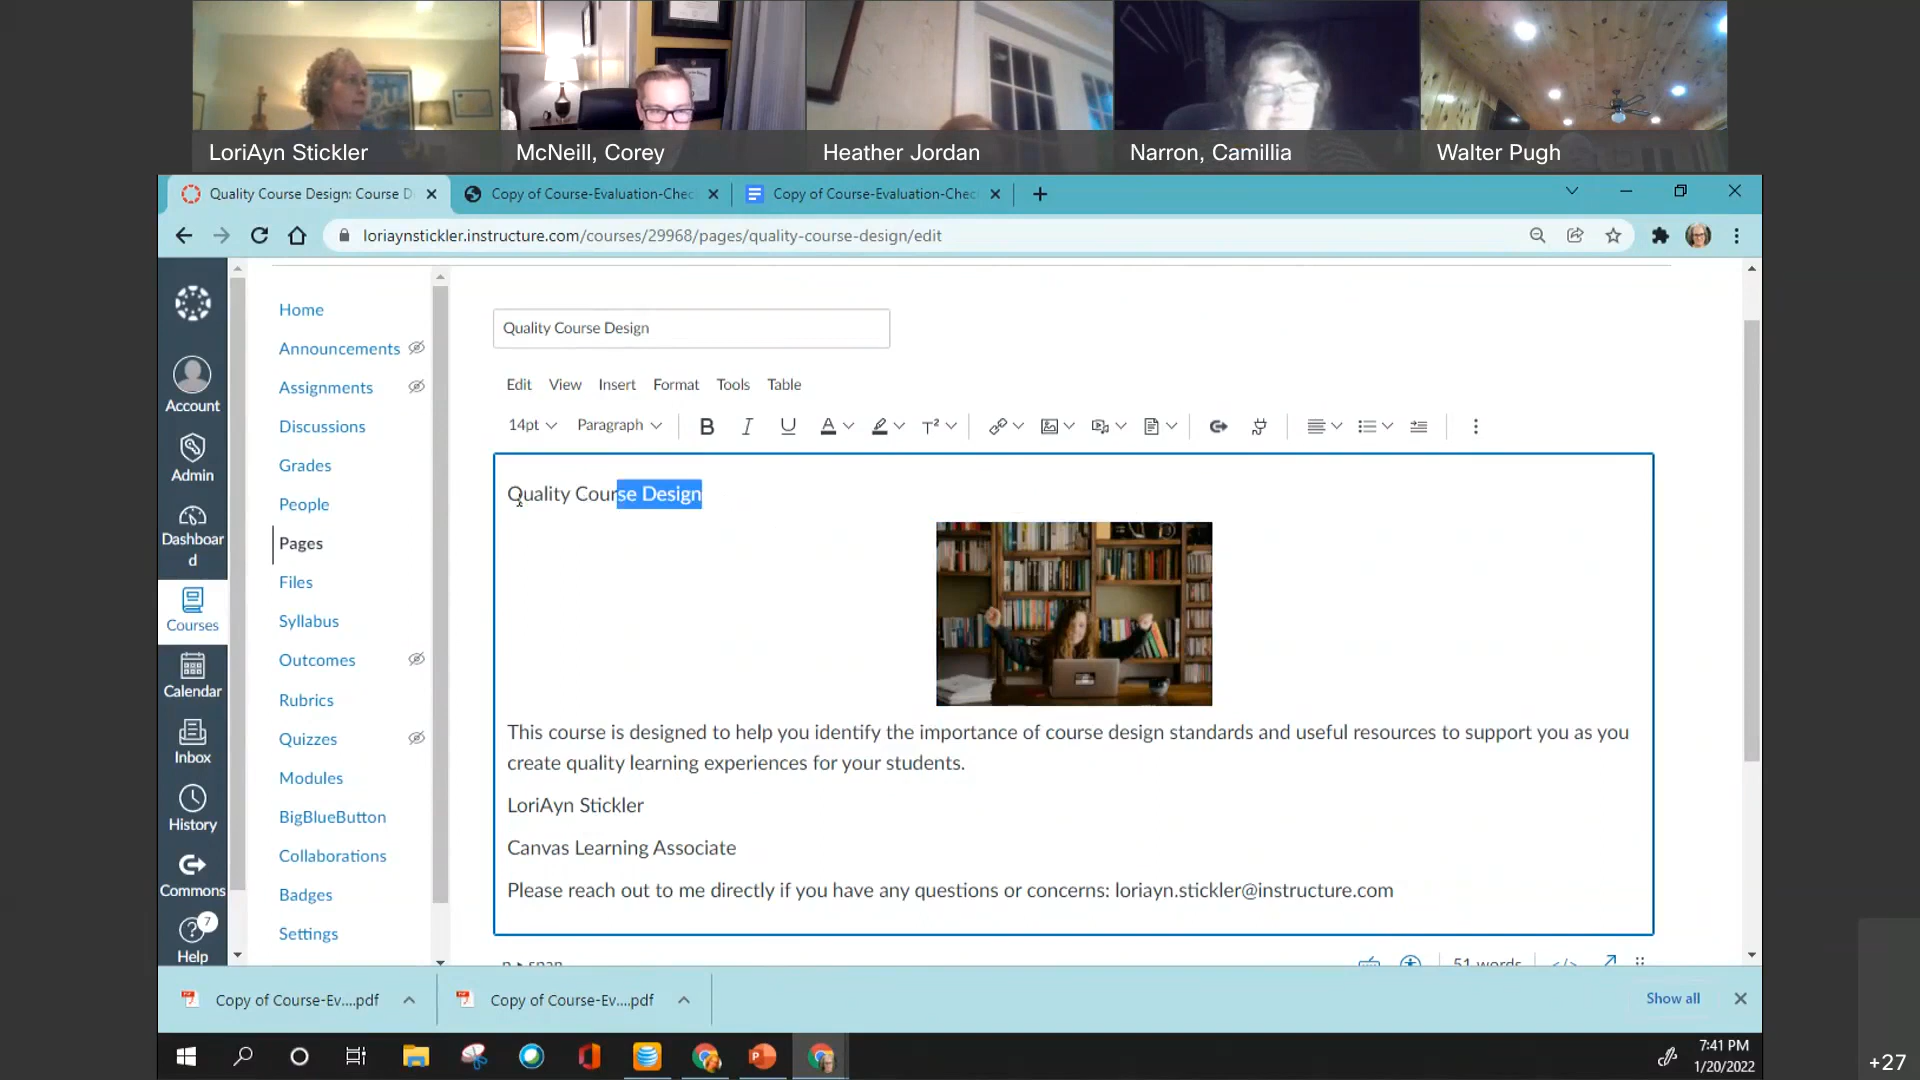 LoriAyn Stickler
McNeill, Corey
Heather Jordan
Narron, Camillia
Walter Pugh
Quality Course Design: Course D
Copy of Course-Evaluation-Chec
Copy of Course-Evaluation-Chec
loriaynstickler.instructure.com/courses/29968/pages/quality-course-design/edit
Account
Admin
Dashboar
d
Courses
Calendar
Inbox
History
Commons
7
Help
Home
Announcements
Assignments
Discussions
Grades
People
Pages
Files
Syllabus
Outcomes
Rubrics
Quizzes
Modules
BigBlueButton
Collaborations
Badges
Settings
Quality Course Design
Edit View Insert Format Tools Table
14pt Paragraph B I U A T²
Quality Course Design
This course is designed to help you identify the importance of course design standards and useful resources to support you as you
create quality learning experiences for your students.
LoriAyn Stickler
Canvas Learning Associate
Please reach out to me directly if you have any questions or concerns: loriayn.stickler@instructure.com
p ▸ span 51 words </>
Copy of Course-Ev....pdf
Copy of Course-Ev....pdf
Show all
7:41 PM
1/20/2022
+27